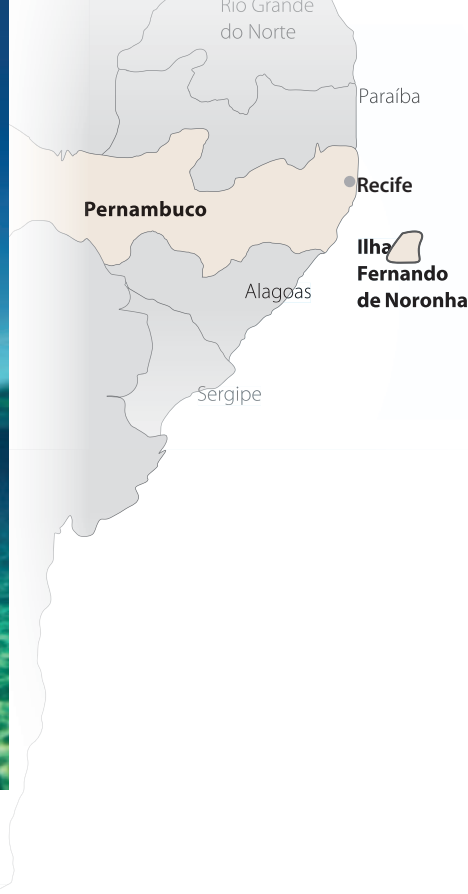 Rio Grande
do Norte
Paraíba
Recife
Pernambuco
Ilha
Fernando
de Noronha
Alagoas
Sergipe